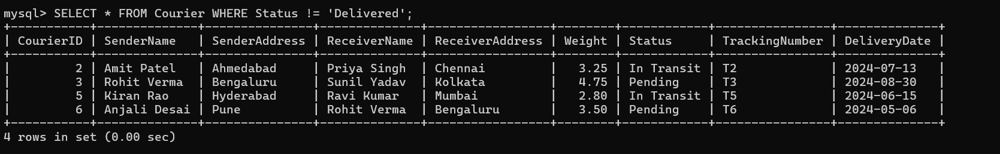 mysql> SELECT * FROM Courier WHERE Status != 'Delivered';
+-----------+--------------+---------------+--------------+-----------------+--------+------------+----------------+--------------+
| CourierID | SenderName   | SenderAddress | ReceiverName | ReceiverAddress | Weight | Status     | TrackingNumber | DeliveryDate |
+-----------+--------------+---------------+--------------+-----------------+--------+------------+----------------+--------------+
|         2 | Amit Patel   | Ahmedabad     | Priya Singh  | Chennai         |   3.25 | In Transit | T2             | 2024-07-13   |
|         3 | Rohit Verma  | Bengaluru     | Sunil Yadav  | Kolkata         |   4.75 | Pending    | T3             | 2024-08-30   |
|         5 | Kiran Rao    | Hyderabad     | Ravi Kumar   | Mumbai          |   2.80 | In Transit | T5             | 2024-06-15   |
|         6 | Anjali Desai | Pune          | Rohit Verma  | Bengaluru       |   3.50 | Pending    | T6             | 2024-05-06   |
+-----------+--------------+---------------+--------------+-----------------+--------+------------+----------------+--------------+
4 rows in set (0.00 sec)